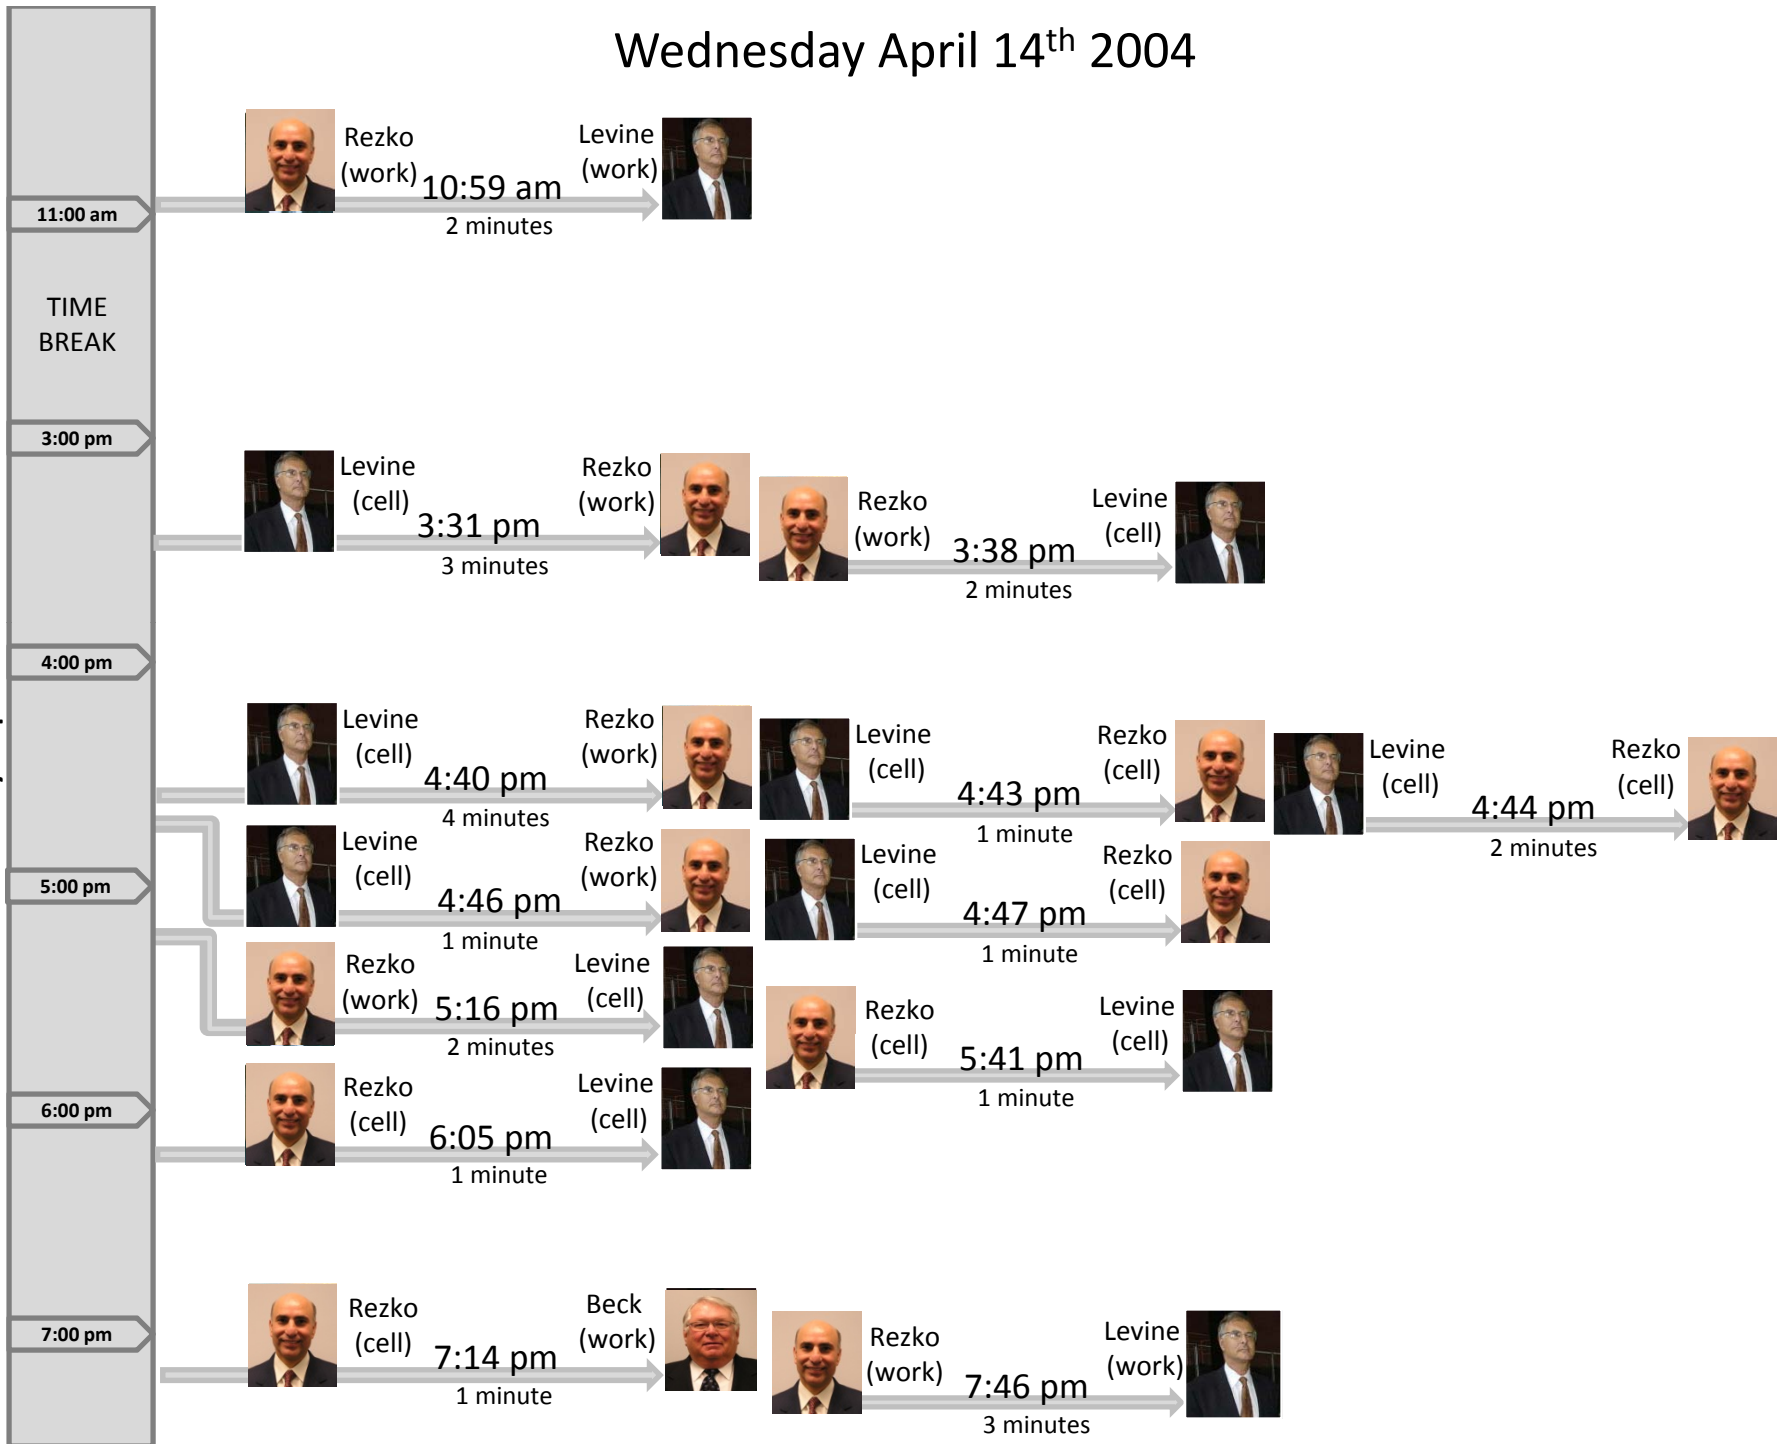 Wednesday April 14th 2004
Rezko
(work)
10:59 am
2 minutes
Levine
(work)
11:00 am
TIME
BREAK
3:00 pm
Levine
(cell)
3:31 pm
3 minutes
Rezko
(work)
Rezko
(work)
3:38 pm
2 minutes
Levine
(cell)
4:00 pm
Levine
(cell)
4:40 pm
4 minutes
Rezko
(work)
Levine
(cell)
4:43 pm
1 minute
Rezko
(cell)
Levine
(cell)
4:44 pm
2 minutes
Rezko
(cell)
Levine
(cell)
4:46 pm
1 minute
Rezko
(work)
Levine
(cell)
4:47 pm
1 minute
Rezko
(cell)
5:00 pm
Rezko
(work)
5:16 pm
2 minutes
Levine
(cell)
Rezko
(cell)
5:41 pm
1 minute
Levine
(cell)
6:00 pm
Rezko
(cell)
6:05 pm
1 minute
Levine
(cell)
7:00 pm
Rezko
(cell)
7:14 pm
1 minute
Beck
(work)
Rezko
(work)
7:46 pm
3 minutes
Levine
(work)